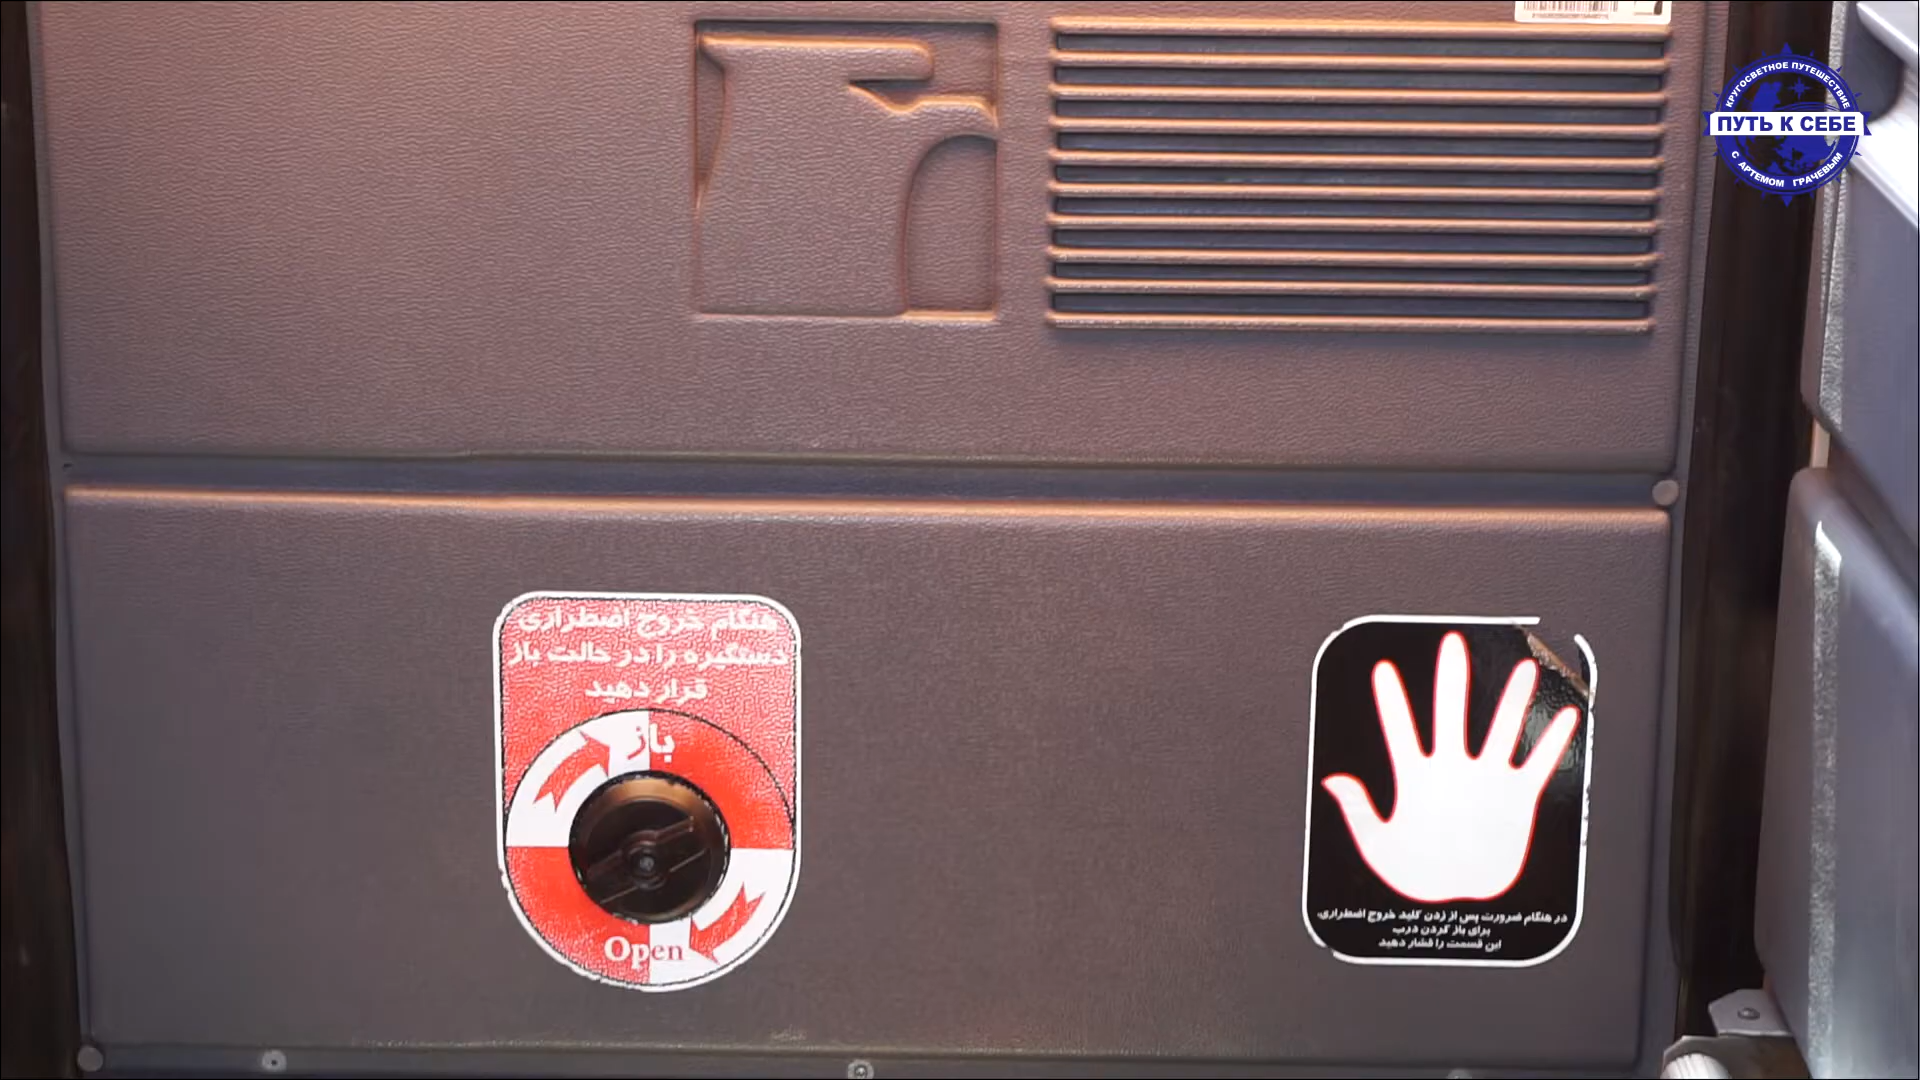 КРУГОСВЕТНОЕ ПУТЕШЕСТВИЕ
ПУТЬ К СЕБЕ
С АРТЕМОМ ГРАЧЕВЫМ
هنگام خروج اضطراری
دستگیره را در حالت باز
قرار دهید
باز
Open
در هنگام ضرورت پس از زدن کلید خروج اضطراری،
برای باز کردن درب،
این قسمت را فشار دهید